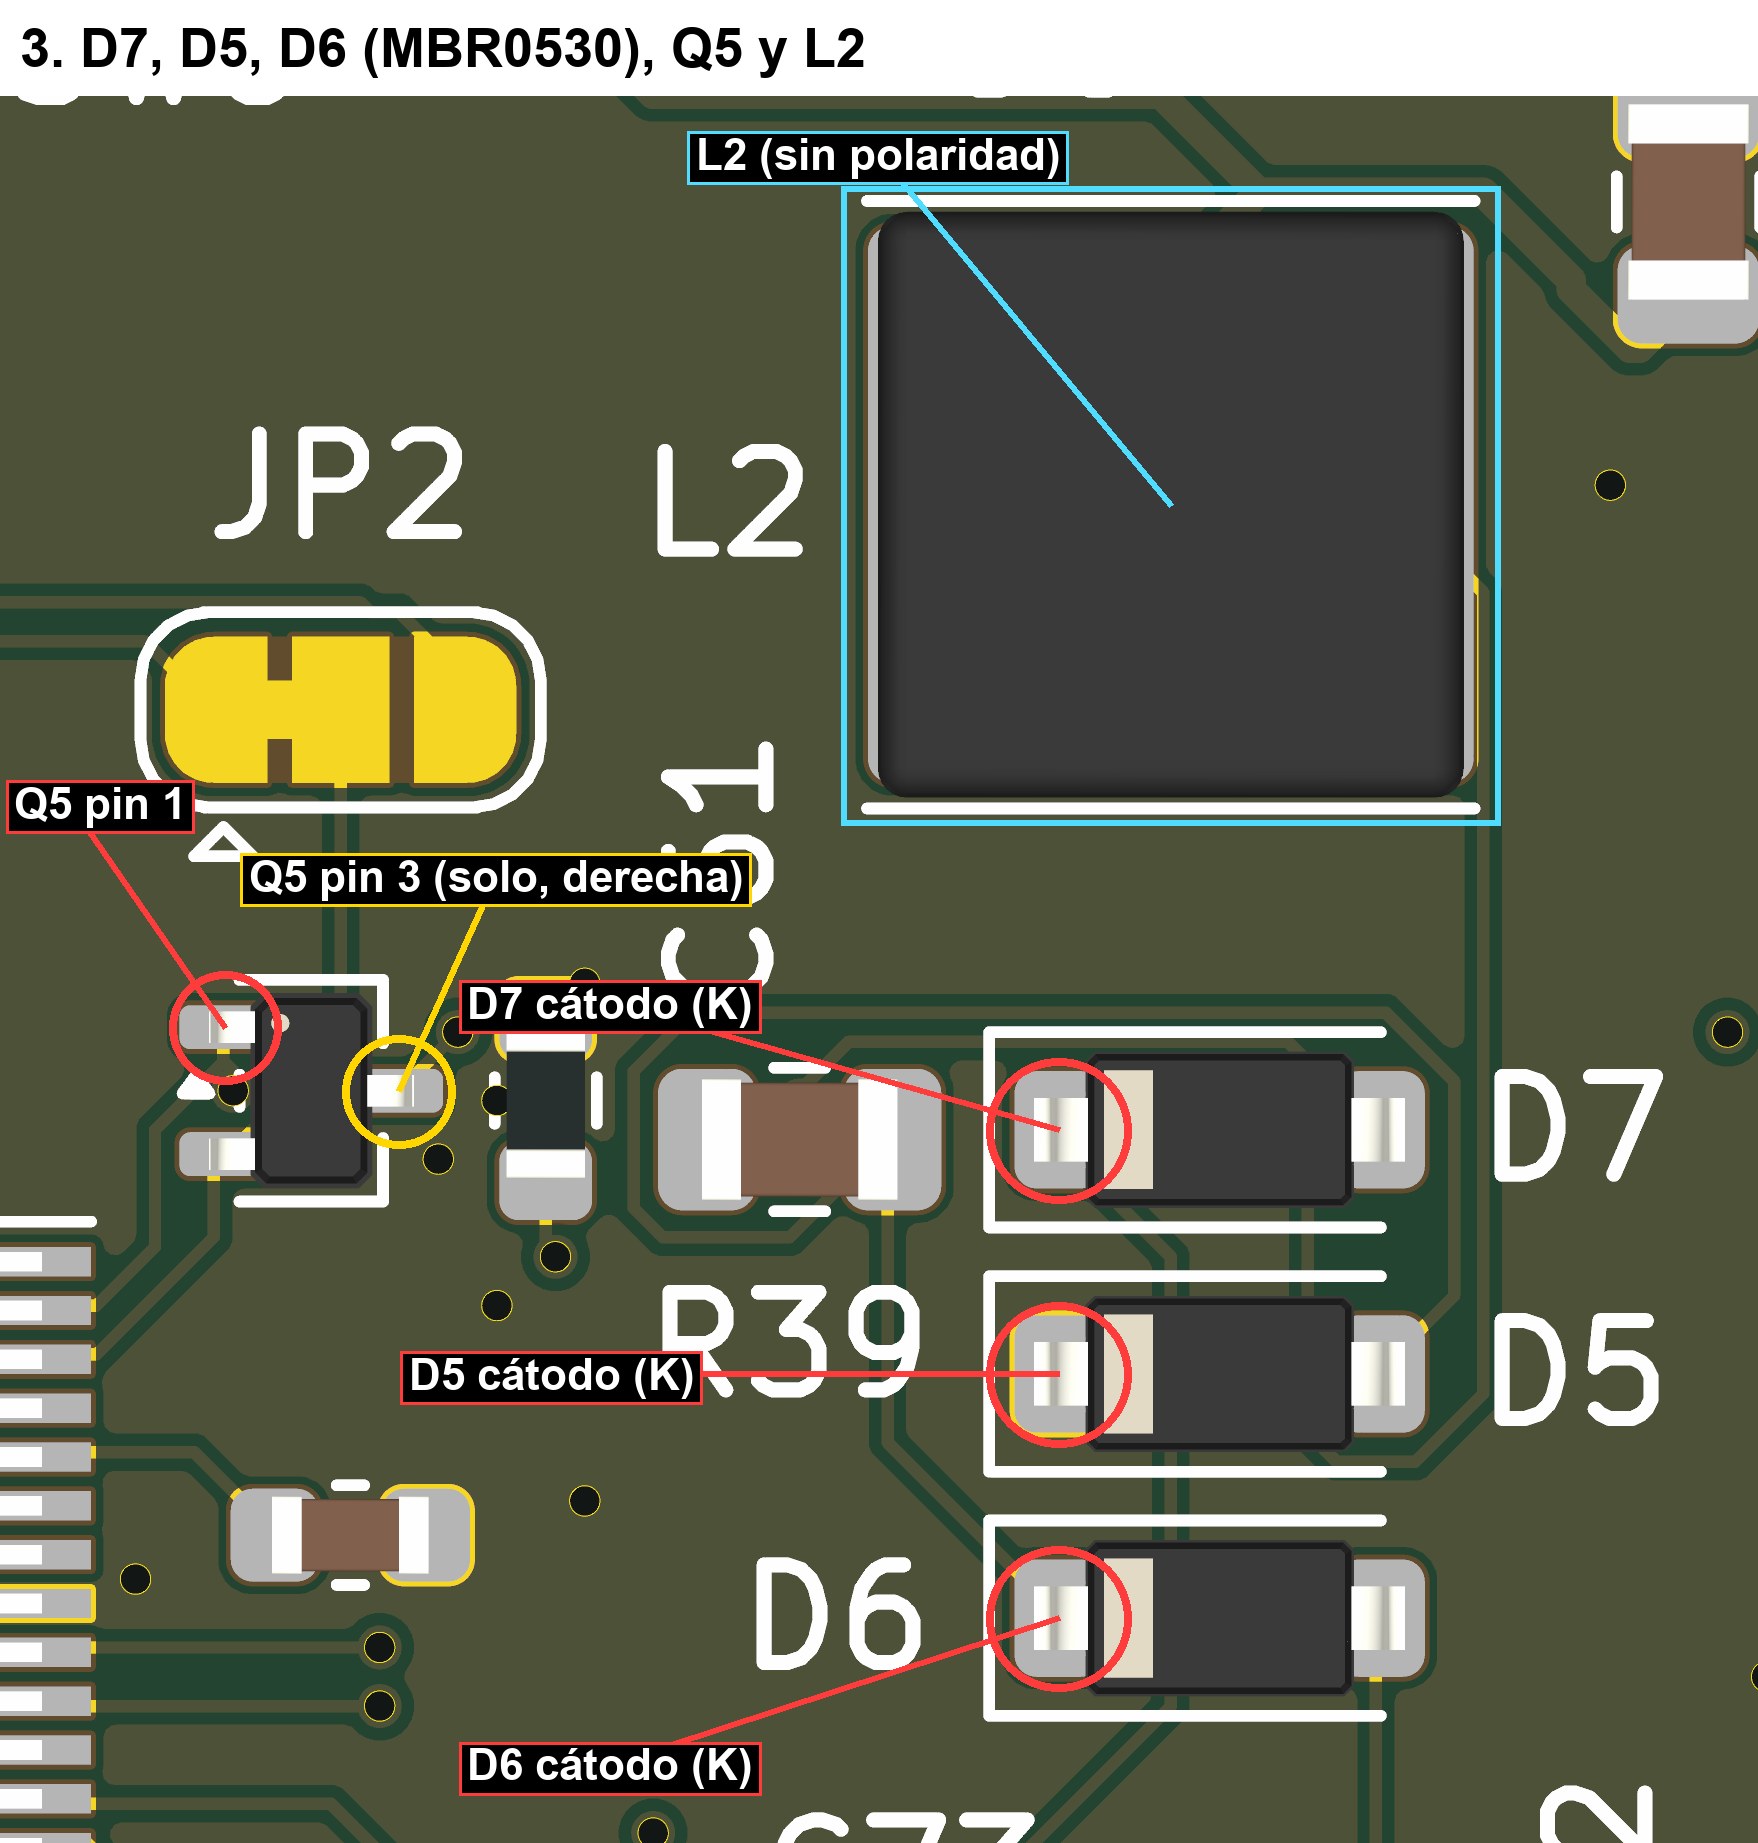 3. D7, D5, D6 (MBR0530), Q5 y L2
L2 (sin polaridad)
JP2
L2
Q5 pin 1
Q5 pin 3 (solo, derecha)
D7 cátodo (K)
D7
R39
D5 cátodo (K)
D5
D6
D6 cátodo (K)